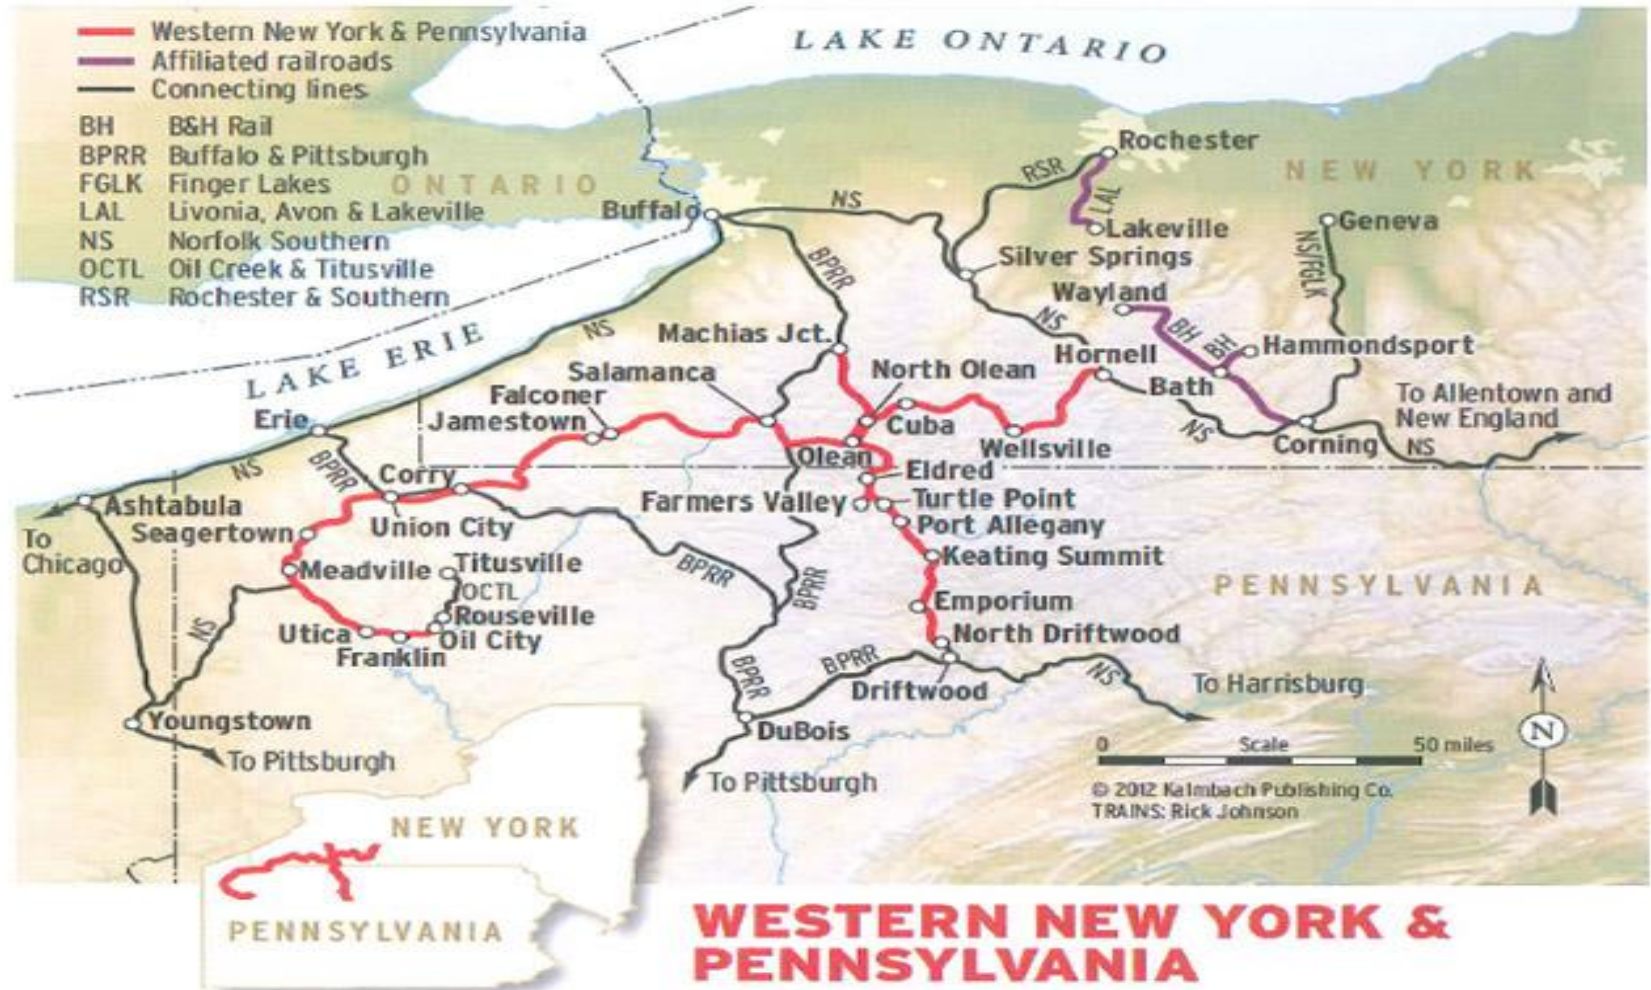 Western New York & Pennsylvania
Affiliated railroads
Connecting lines
BH B&H Rail
BPRR Buffalo & Pittsburgh
FGLK Finger Lakes
LAL Livonia, Avon & Lakeville
NS Norfolk Southern
OCTL Oil Creek & Titusville
RSR Rochester & Southern
LAKE ONTARIO
ONTARIO
NEW YORK
Rochester
RSR
LAL
Lakeville
Buffalo
NS
BPRR
Silver Springs
Geneva
NS/FGLK
Wayland
NS
BH
BH
Hammondsport
LAKE ERIE
NS
Machias Jct.
Salamanca
North Olean
Hornell
Bath
To Allentown and
New England
Falconer
Jamestown
Cuba
Wellsville
NS
Corning
NS
Erie
BPRR
NS
Corry
Olean
Eldred
Ashtabula
To
Chicago
Seagertown
Union City
Farmers Valley
Turtle Point
Port Allegany
Keating Summit
Meadville
Titusville
OCTL
Rouseville
Oil City
BPRR
BPRR
PENNSYLVANIA
Emporium
NS
Utica
Franklin
North Driftwood
BPRR
BPRR
Driftwood
NS
To Harrisburg
Youngstown
To Pittsburgh
DuBois
To Pittsburgh
0 Scale 50 miles
N
© 2012 Kalmbach Publishing Co.
TRAINS: Rick Johnson
NEW YORK
PENNSYLVANIA
WESTERN NEW YORK &
PENNSYLVANIA